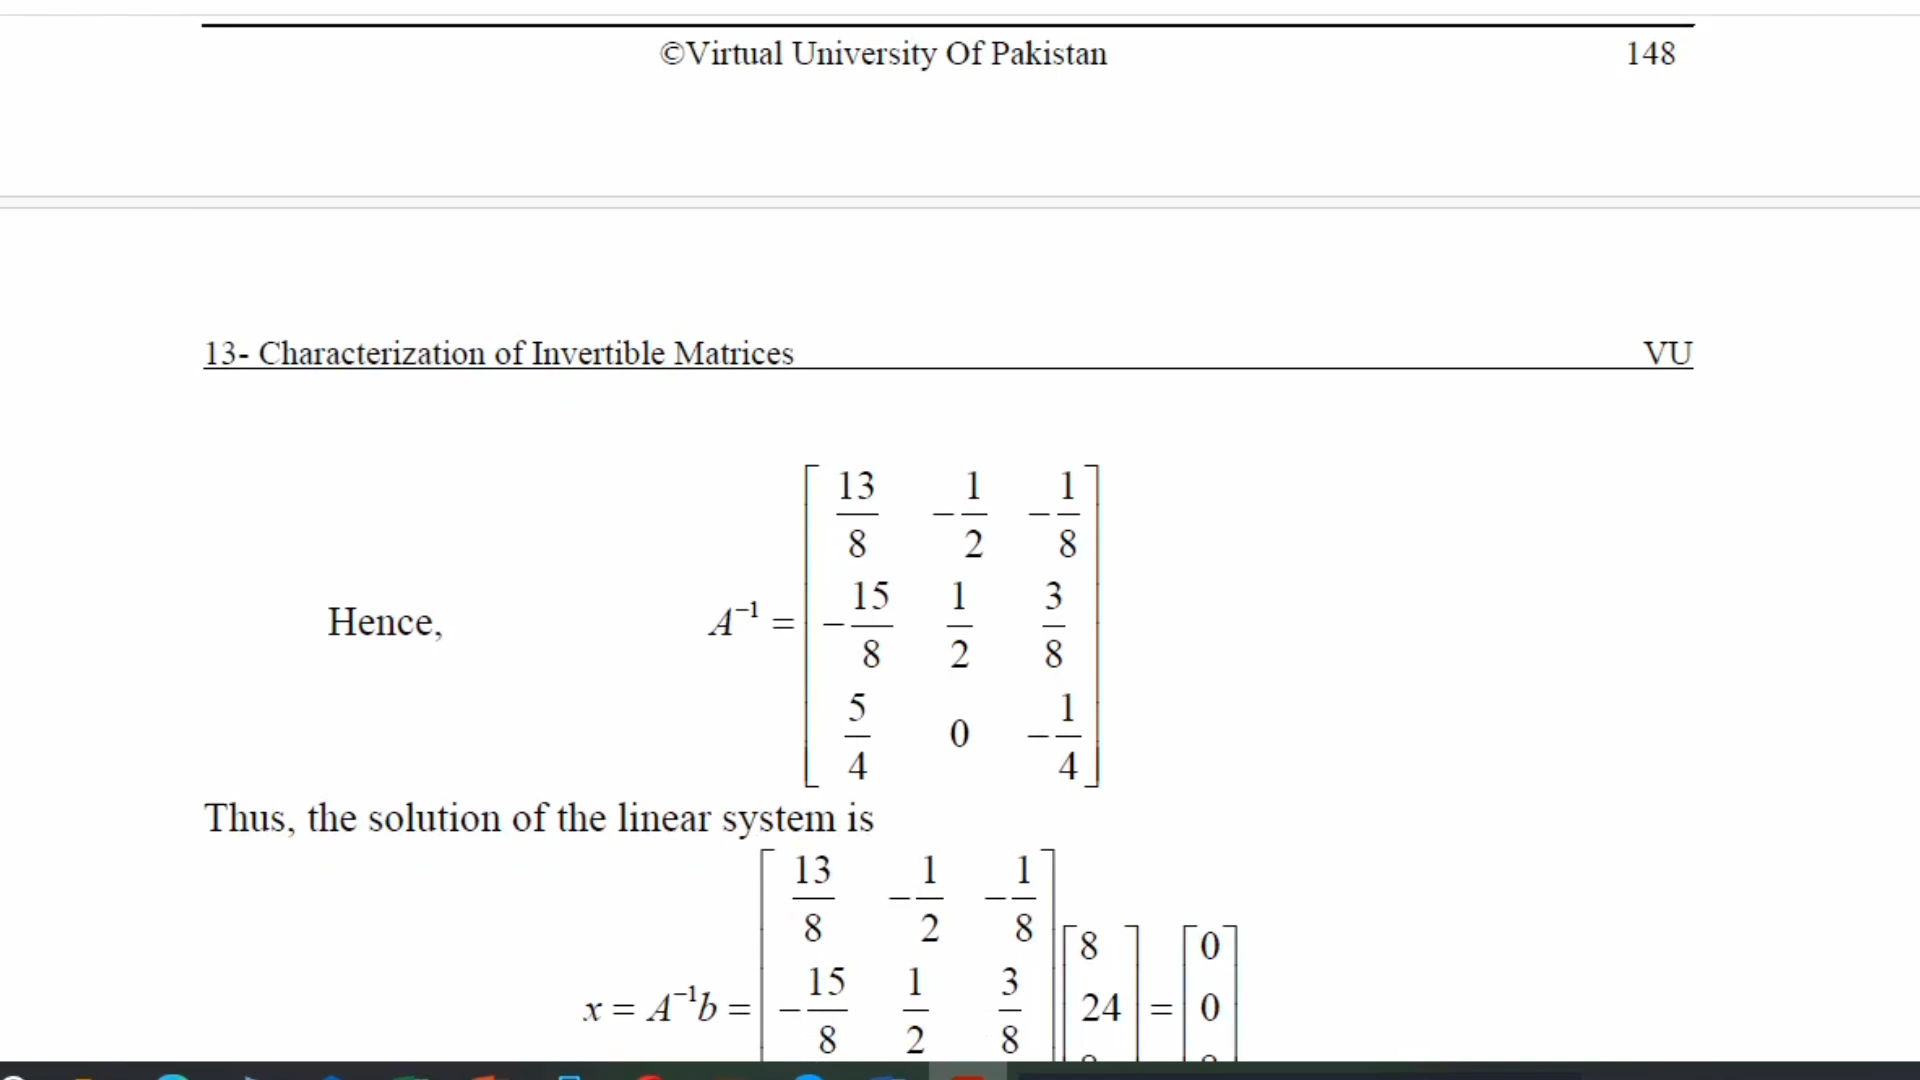 ©Virtual University Of Pakistan 148
13- Characterization of Invertible Matrices VU
Hence, A⁻¹ = [ 13/8 -1/2 -1/8
-15/8 1/2 3/8
5/4 0 -1/4 ]
Thus, the solution of the linear system is
x = A⁻¹b = [ 13/8 -1/2 -1/8
-15/8 1/2 3/8 [ 8
24 = [ 0
0